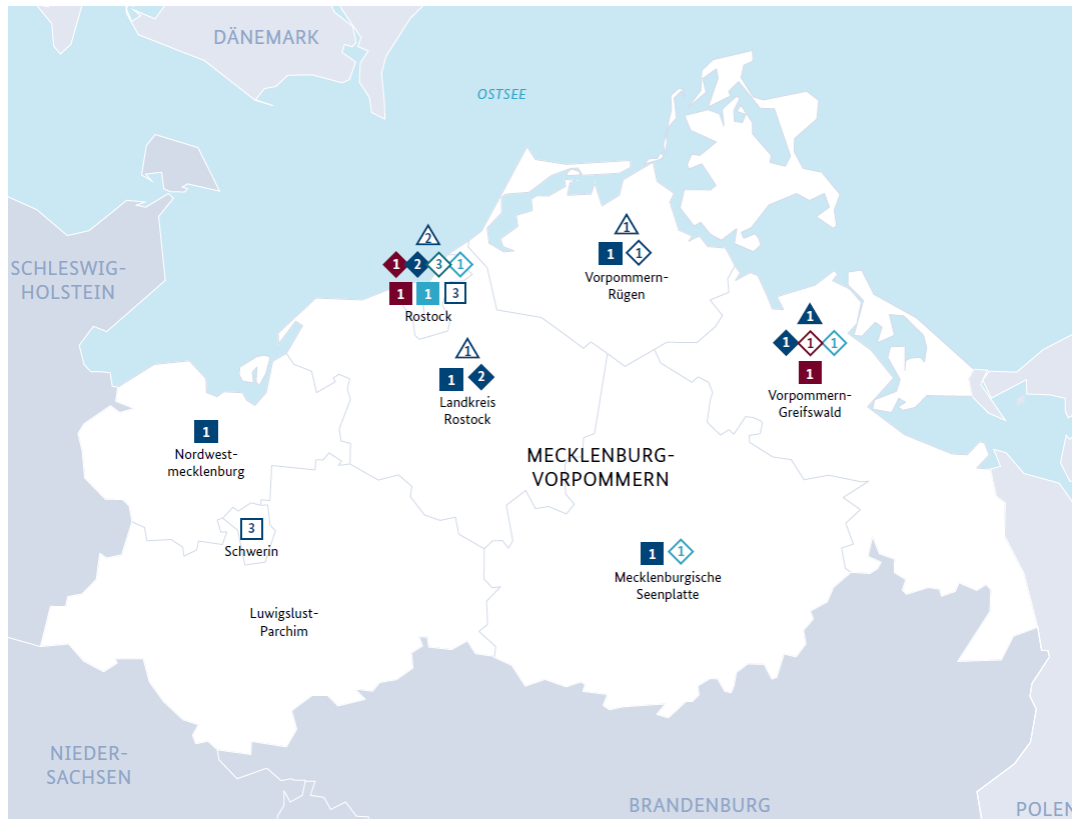 DÄNEMARK
OSTSEE
SCHLESWIG-
HOLSTEIN
2
1 2 3 1
1 1 3
Rostock
1
1 1
Vorpommern-
Rügen
1
1 1 1
1
Vorpommern-
Greifswald
1
1 2
Landkreis
Rostock
1
Nordwest-
mecklenburg
MECKLENBURG-
VORPOMMERN
3
Schwerin
1 1
Mecklenburgische
Seenplatte
Luwigslust-
Parchim
NIEDER-
SACHSEN
BRANDENBURG
POLEN